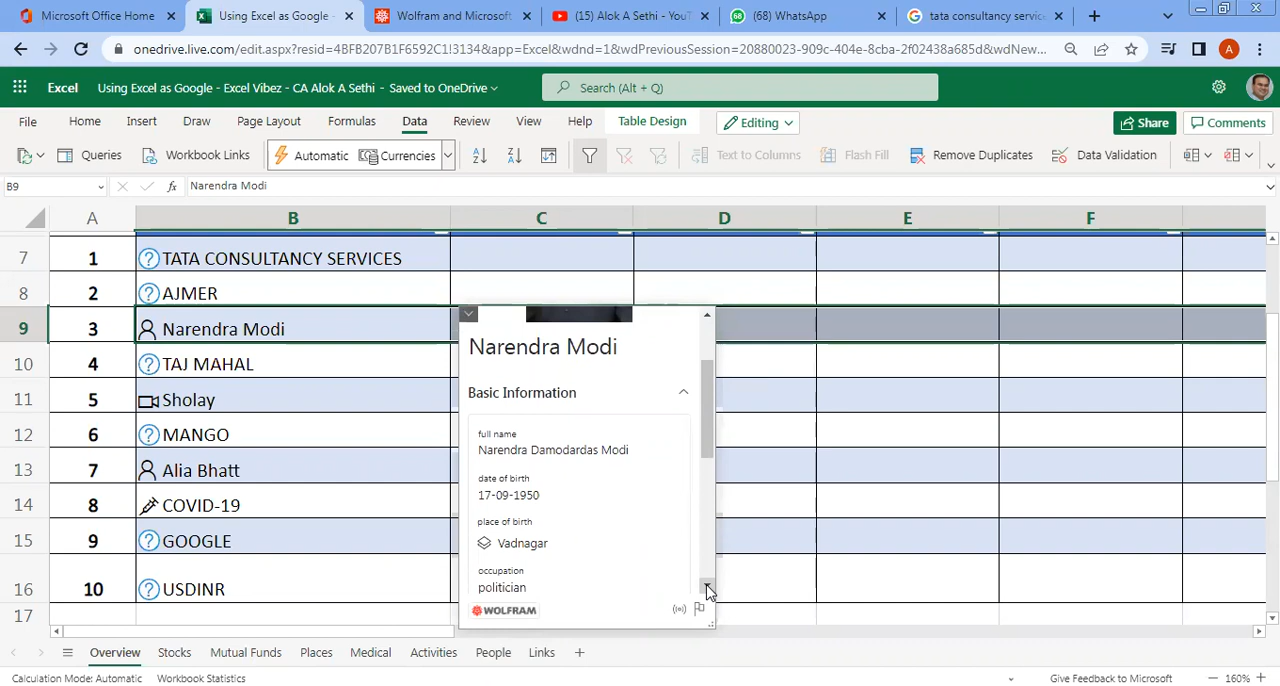 Microsoft Office Home
Using Excel as Google -
Wolfram and Microsoft
(15) Alok A Sethi - YouT
(68) WhatsApp
tata consultancy servic
onedrive.live.com/edit.aspx?resid=4BFB207B1F6592C1!3134&app=Excel&wdnd=1&wdPreviousSession=20880023-909c-404e-8cba-2f02438a685d&wdNew...
A
Excel
Using Excel as Google - Excel Vibez - CA Alok A Sethi - Saved to OneDrive
Search (Alt + Q)
File
Home
Insert
Draw
Page Layout
Formulas
Data
Review
View
Help
Table Design
Editing
Share
Comments
Queries
Workbook Links
Automatic
Currencies
Text to Columns
Flash Fill
Remove Duplicates
Data Validation
B9
fx
Narendra Modi
A B C D E F
7 1 TATA CONSULTANCY SERVICES
8 2 AJMER
9 3 Narendra Modi
10 4 TAJ MAHAL
11 5 Sholay
12 6 MANGO
13 7 Alia Bhatt
14 8 COVID-19
15 9 GOOGLE
16 10 USDINR
17
Narendra Modi
Basic Information
full name
Narendra Damodardas Modi
date of birth
17-09-1950
place of birth
Vadnagar
occupation
politician
WOLFRAM
Overview
Stocks
Mutual Funds
Places
Medical
Activities
People
Links
Calculation Mode: Automatic
Workbook Statistics
Give Feedback to Microsoft
160%